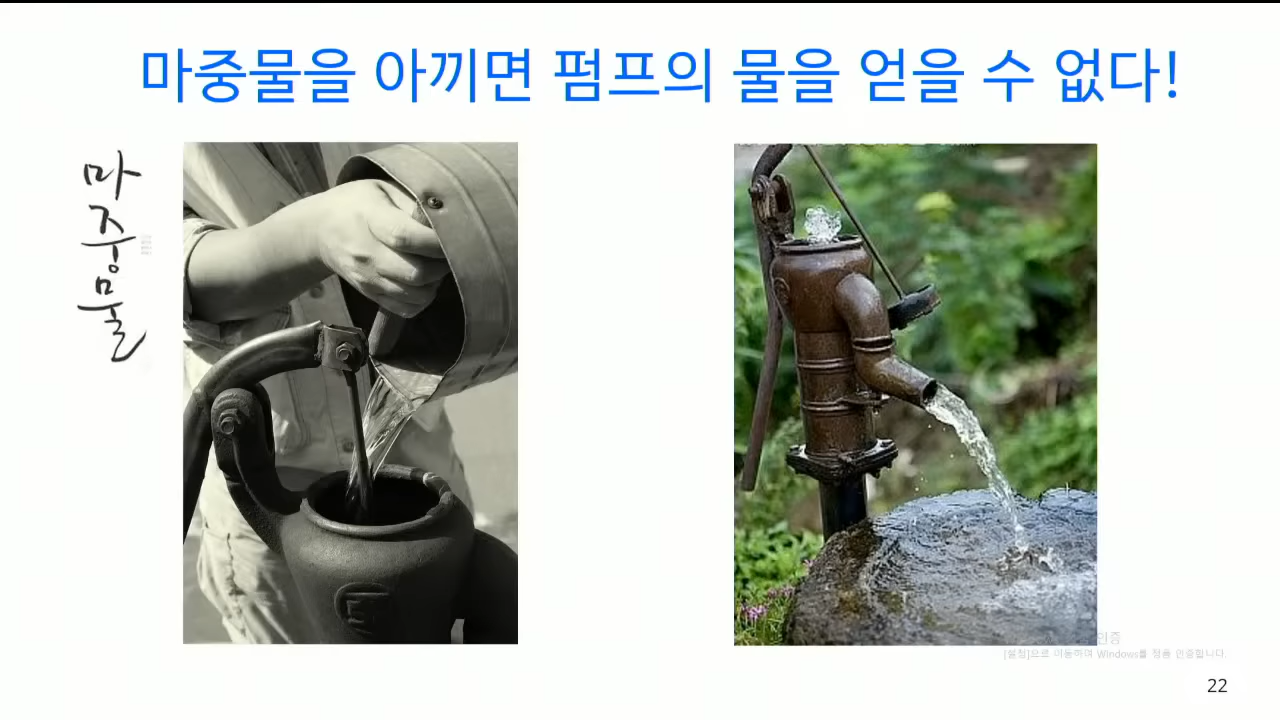 마중물을 아끼면 펌프의 물을 얻을 수 없다!
마
중
물
인증
[설정]으로 이동하여 Windows를 정품 인증합니다.
22